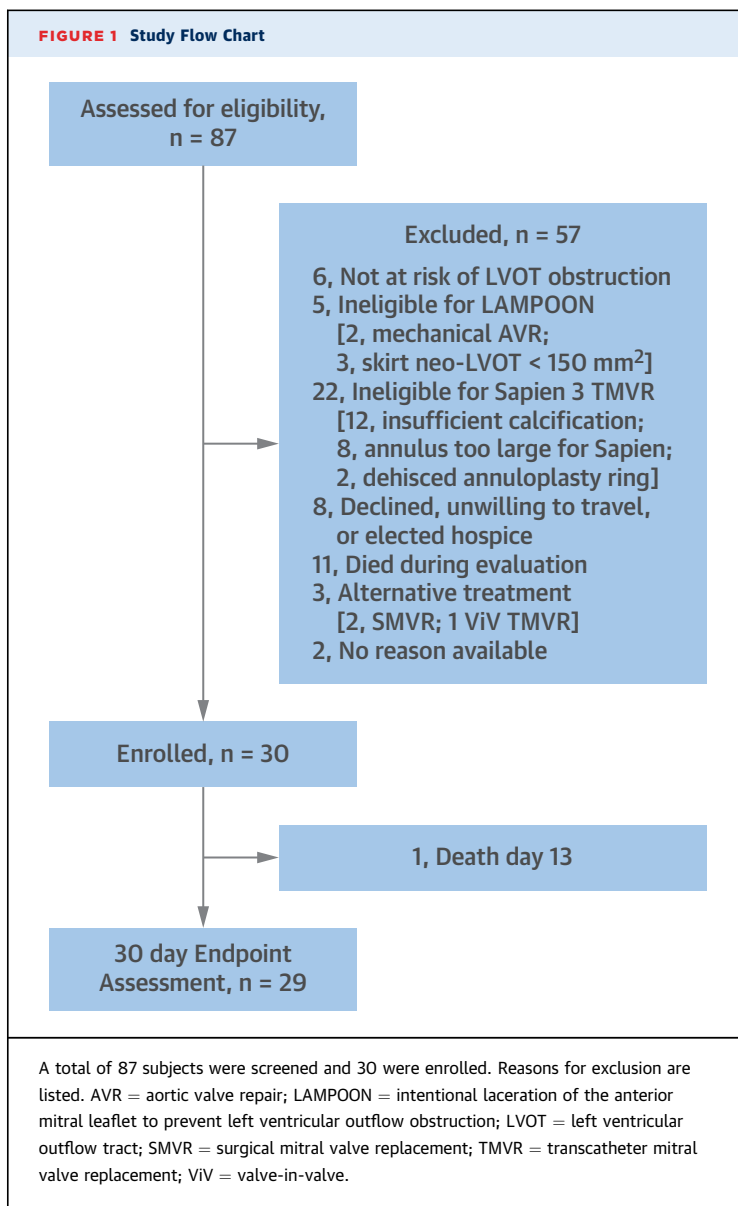 FIGURE 1 Study Flow Chart
Assessed for eligibility,
n = 87
Excluded, n = 57
6, Not at risk of LVOT obstruction
5, Ineligible for LAMPOON
[2, mechanical AVR;
3, skirt neo-LVOT < 150 mm²]
22, Ineligible for Sapien 3 TMVR
[12, insufficient calcification;
8, annulus too large for Sapien;
2, dehisced annuloplasty ring]
8, Declined, unwilling to travel,
or elected hospice
11, Died during evaluation
3, Alternative treatment
[2, SMVR; 1 ViV TMVR]
2, No reason available
Enrolled, n = 30
1, Death day 13
30 day Endpoint
Assessment, n = 29
A total of 87 subjects were screened and 30 were enrolled. Reasons for exclusion are
listed. AVR = aortic valve repair; LAMPOON = intentional laceration of the anterior
mitral leaflet to prevent left ventricular outflow obstruction; LVOT = left ventricular
outflow tract; SMVR = surgical mitral valve replacement; TMVR = transcatheter mitral
valve replacement; ViV = valve-in-valve.